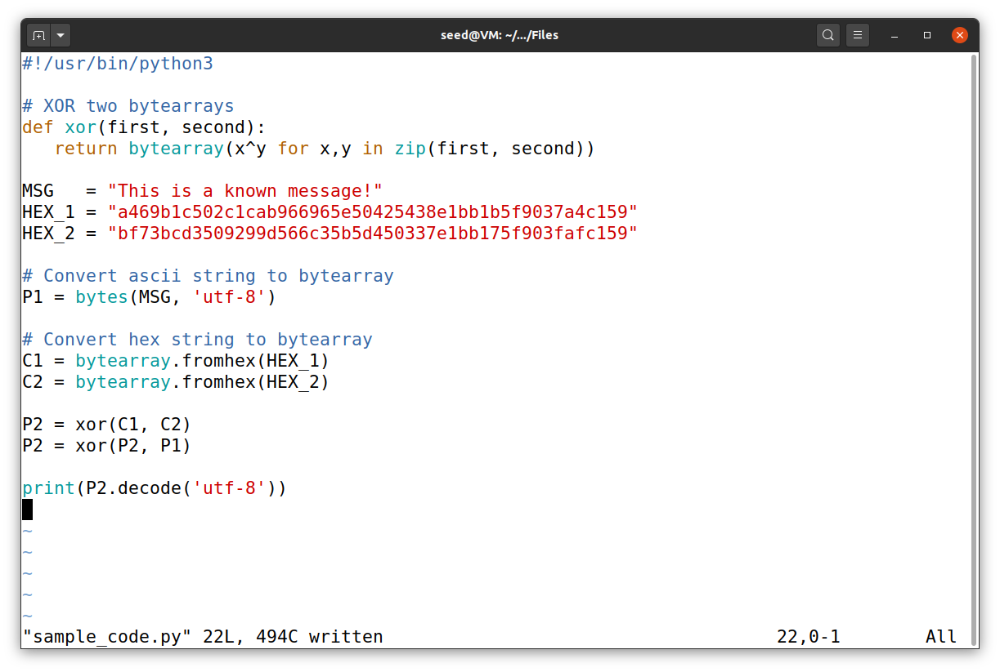 seed@VM: ~/.../Files
#!/usr/bin/python3
# XOR two bytearrays
def xor(first, second):
   return bytearray(x^y for x,y in zip(first, second))
MSG   = "This is a known message!"
HEX_1 = "a469b1c502c1cab966965e50425438e1bb1b5f9037a4c159"
HEX_2 = "bf73bcd3509299d566c35b5d450337e1bb175f903fafc159"
# Convert ascii string to bytearray
P1 = bytes(MSG, 'utf-8')
# Convert hex string to bytearray
C1 = bytearray.fromhex(HEX_1)
C2 = bytearray.fromhex(HEX_2)
P2 = xor(C1, C2)
P2 = xor(P2, P1)
print(P2.decode('utf-8'))
~
~
~
~
~
"sample_code.py" 22L, 494C written 22,0-1 All